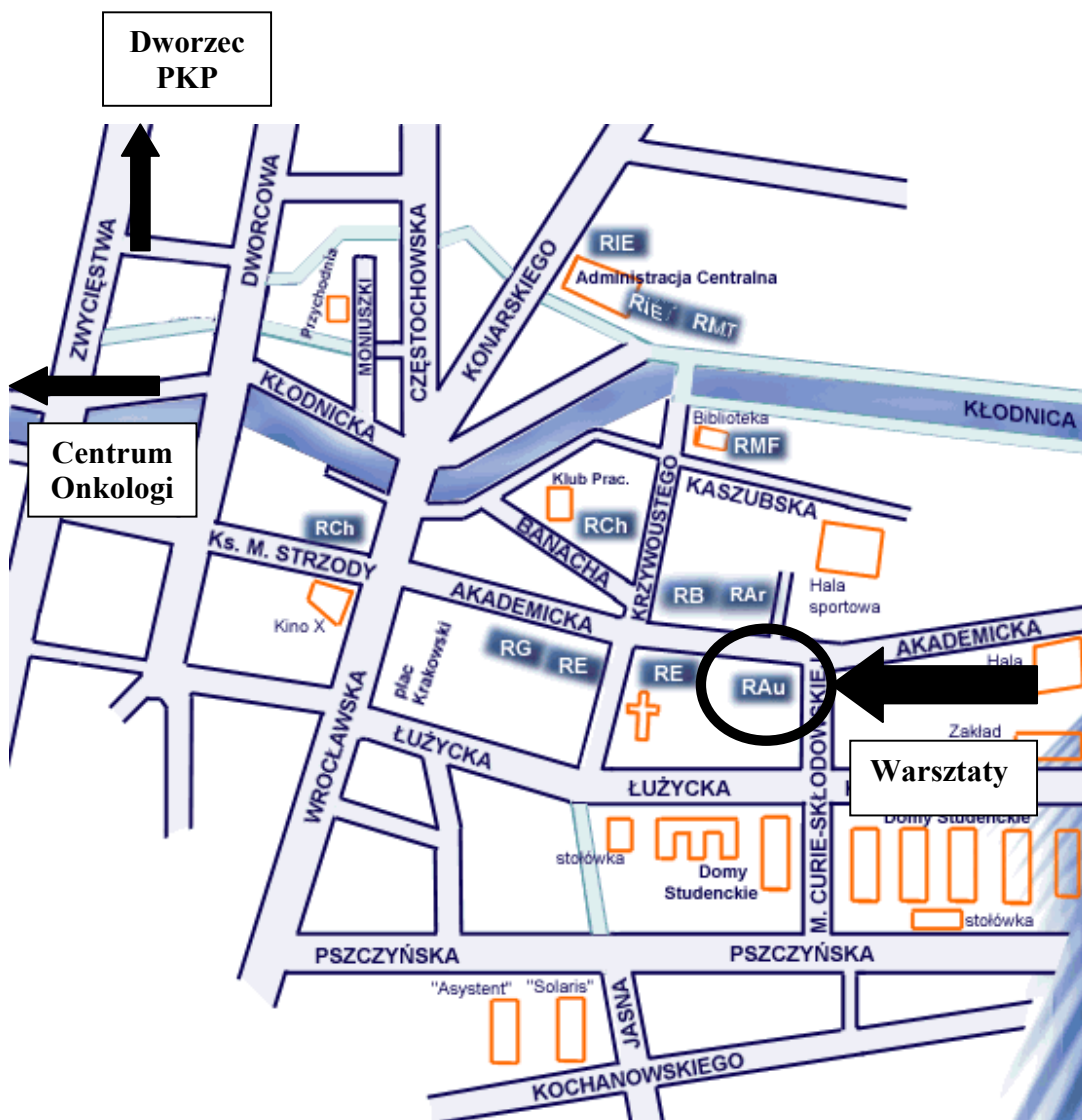 Dworzec
PKP
ZWYCIĘSTWA
DWORCOWA
Przychodnia
MONIUSZKI
CZĘSTOCHOWSKA
KONARSKIEGO
RIE
Administracja Centralna
RIE
RMT
KŁODNICKA
KŁODNICA
Centrum
Onkologi
Biblioteka
RMF
Klub Prac.
RCh
KASZUBSKA
RCh
Ks. M. STRZODY
BANACHA
KRZYWOUSTEGO
Hala
sportowa
Kino X
AKADEMICKA
RB
RAr
AKADEMICKA
plac
Krakowski
RG
RE
RE
RAu
Hala
Zakład
WROCŁAWSKA
ŁUŻYCKA
ŁUŻYCKA
Warsztaty
M. CURIE-SKŁODOWSKIEJ
stołówka
Domy
Studenckie
Domy Studenckie
stołówka
PSZCZYŃSKA
PSZCZYŃSKA
"Asystent"
"Solaris"
JASNA
KOCHANOWSKIEGO